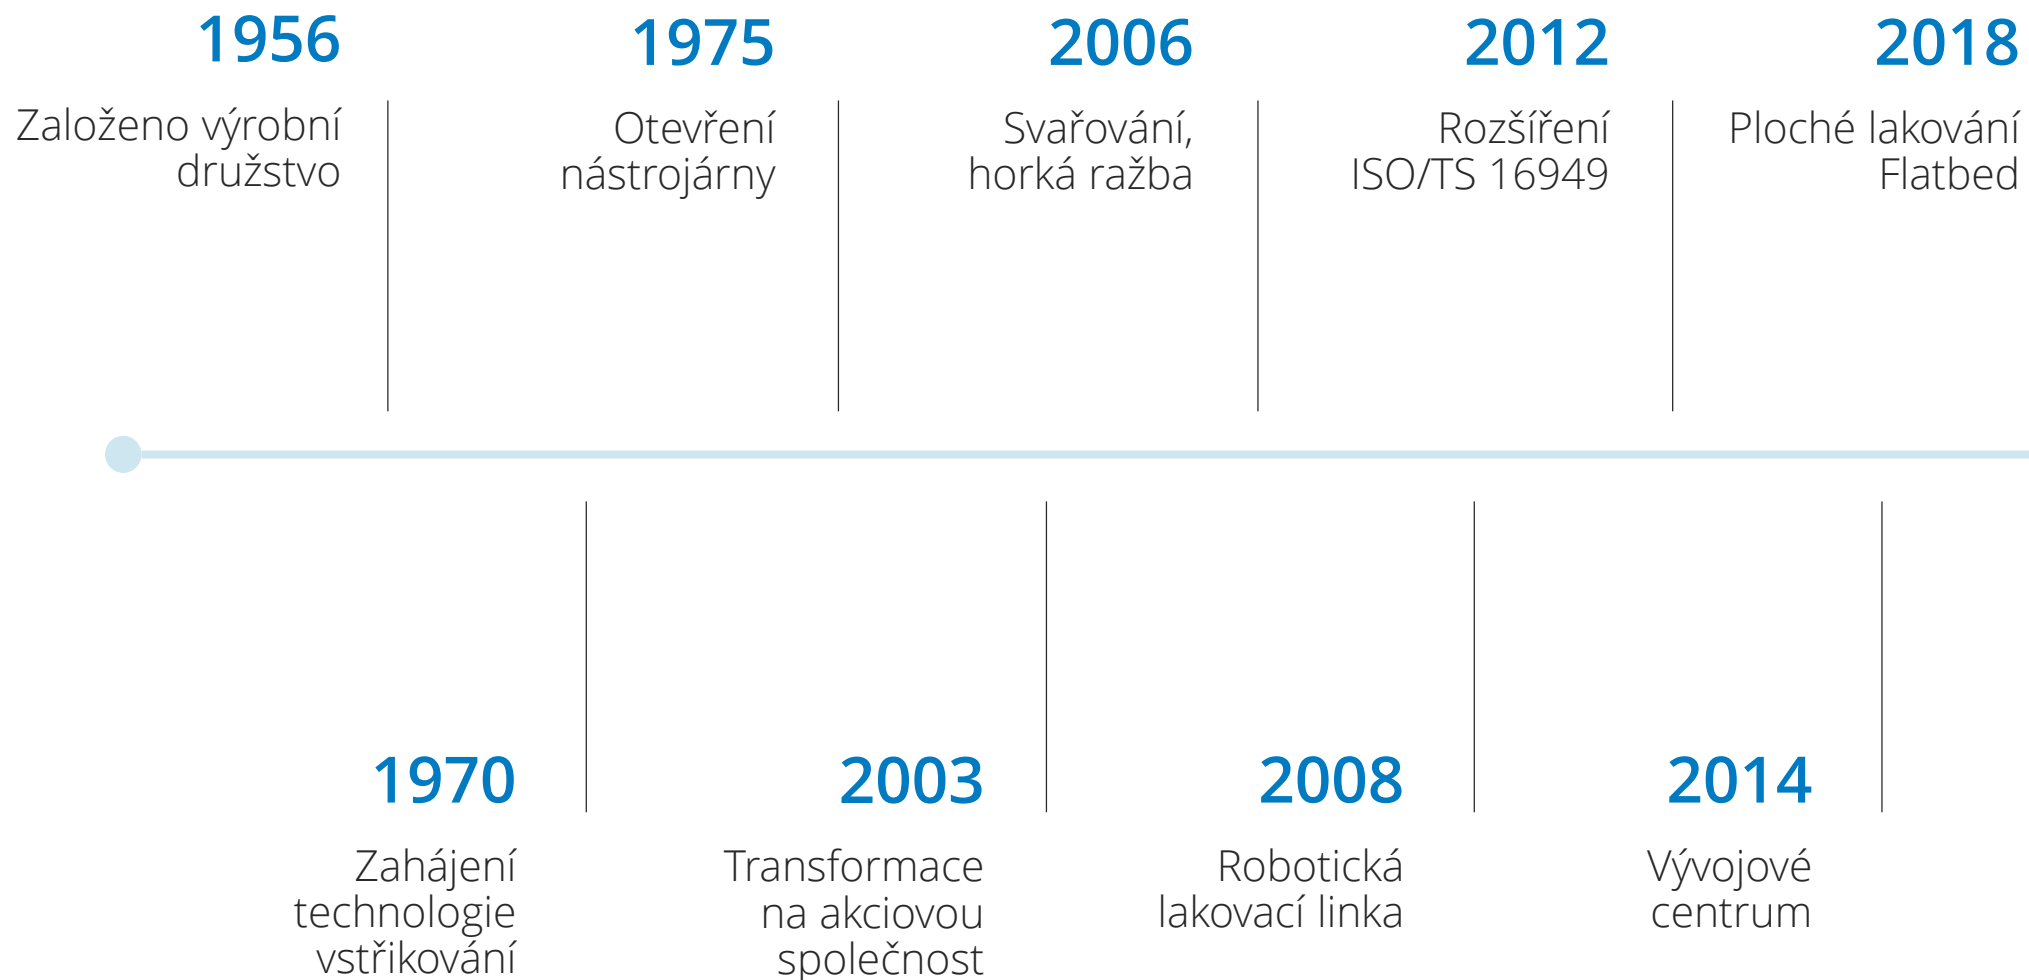 1956
Založeno výrobní
družstvo
1975
Otevření
nástrojárny
2006
Svařování,
horká ražba
2012
Rozšíření
ISO/TS 16949
2018
Ploché lakování
Flatbed
1970
Zahájení
technologie
vstřikování
2003
Transformace
na akciovou
společnost
2008
Robotická
lakovací linka
2014
Vývojové
centrum